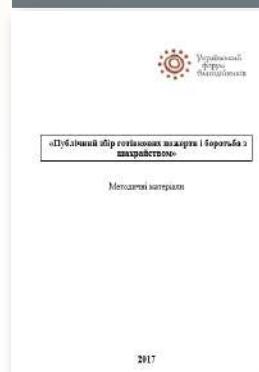 Український
форум
благодійників
«Публічний збір готівкових пожертв і боротьба з
шахрайством»
Методичні матеріали
2017